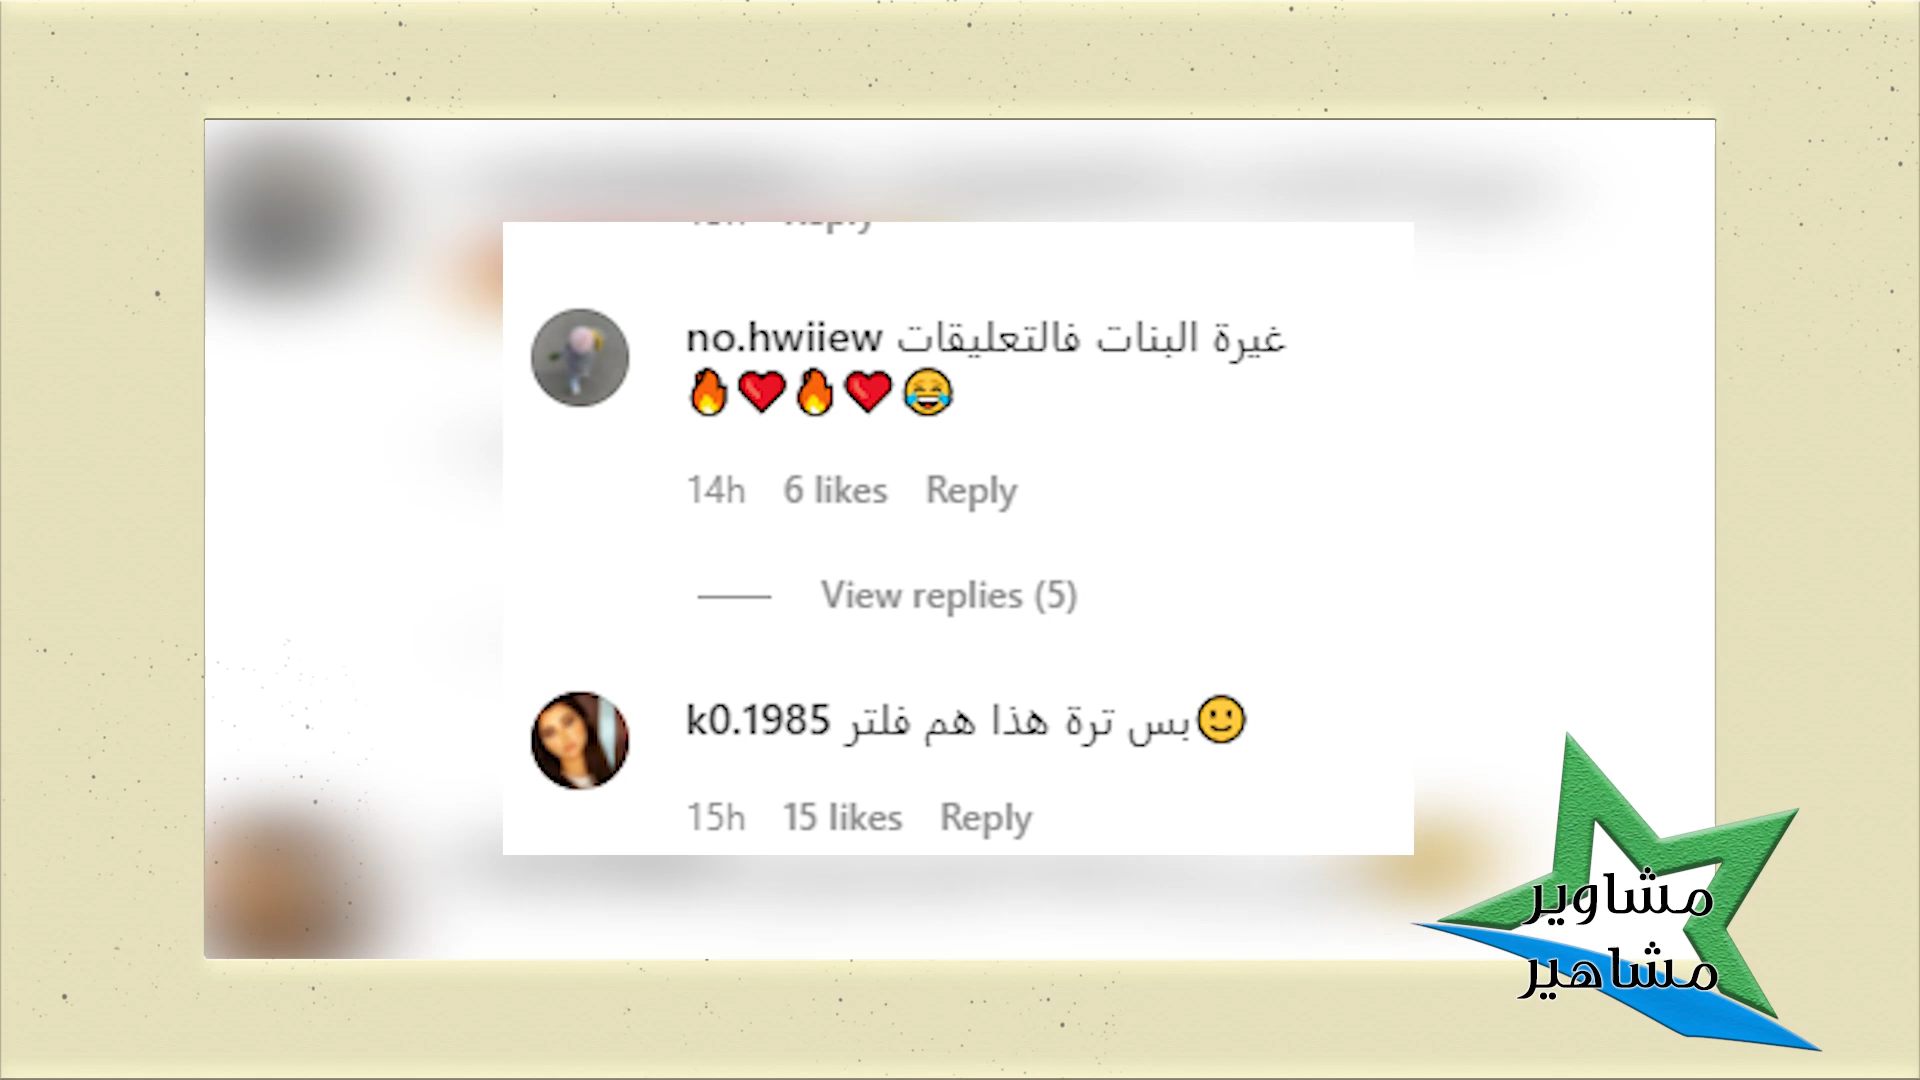 no.hwiiew غيرة البنات فالتعليقات
🔥❤️🔥❤️😂
14h 6 likes Reply
View replies (5)
k0.1985 بس ترة هذا هم فلتر🙂
15h 15 likes Reply
مشاوير
مشاهير